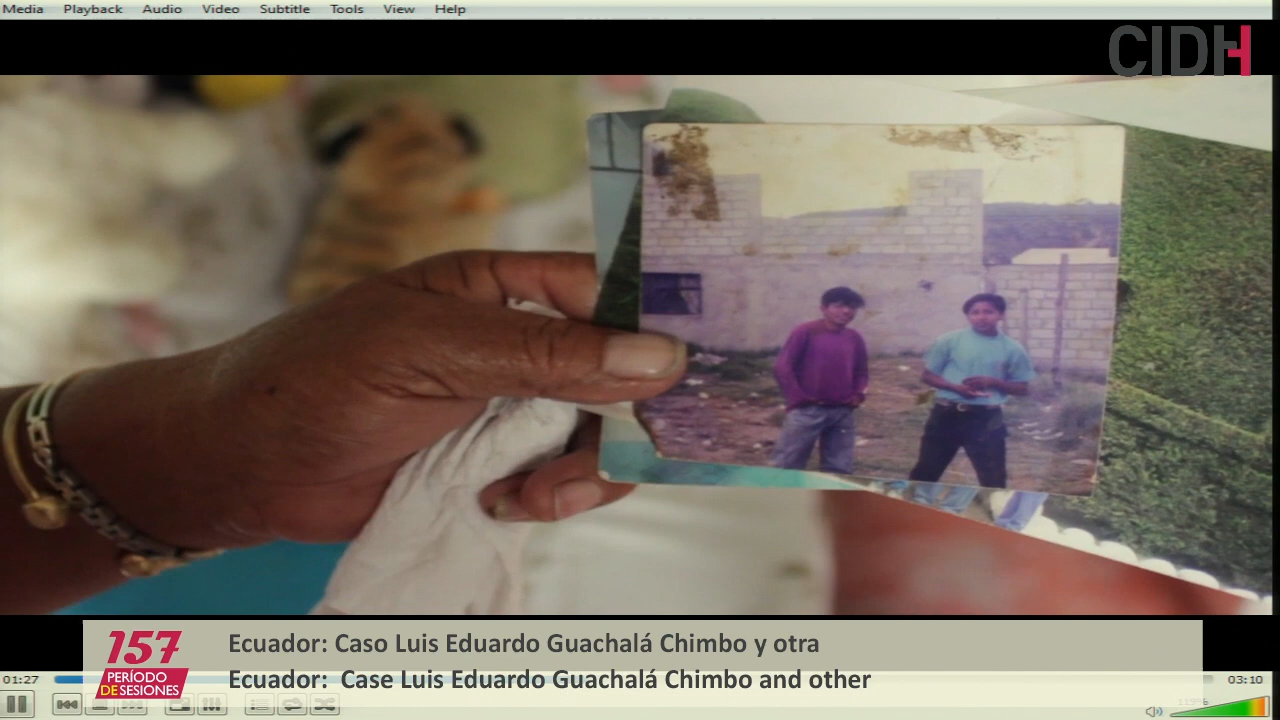 Media Playback Audio Video Subtitle Tools View Help
CIDH
157
PERÍODO
DE SESIONES
Ecuador: Caso Luis Eduardo Guachalá Chimbo y otra
Ecuador: Case Luis Eduardo Guachalá Chimbo and other
01:27
03:10